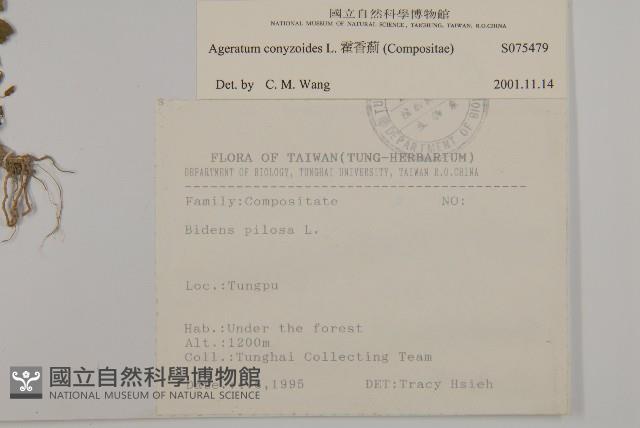 國立自然科學博物館
NATIONAL MUSEUM OF NATURAL SCIENCE, TAICHUNG, TAIWAN, R.O.CHINA
Ageratum conyzoides L. 藿香薊 (Compositae) S075479
Det. by C. M. Wang 2001.11.14
DEPARTMENT OF
FLORA OF TAIWAN(TUNG-HERBARIUM)
DEPARTMENT OF BIOLOGY, TUNGHAI UNIVERSITY, TAIWAN R.O.CHINA
Family:Compositate NO:
Bidens pilosa L.
Loc.:Tungpu
Hab.:Under the forest
Alt.:1200m
Coll.:Tunghai Collecting Team
1995 DET:Tracy Hsieh
國立自然科學博物館
NATIONAL MUSEUM OF NATURAL SCIENCE